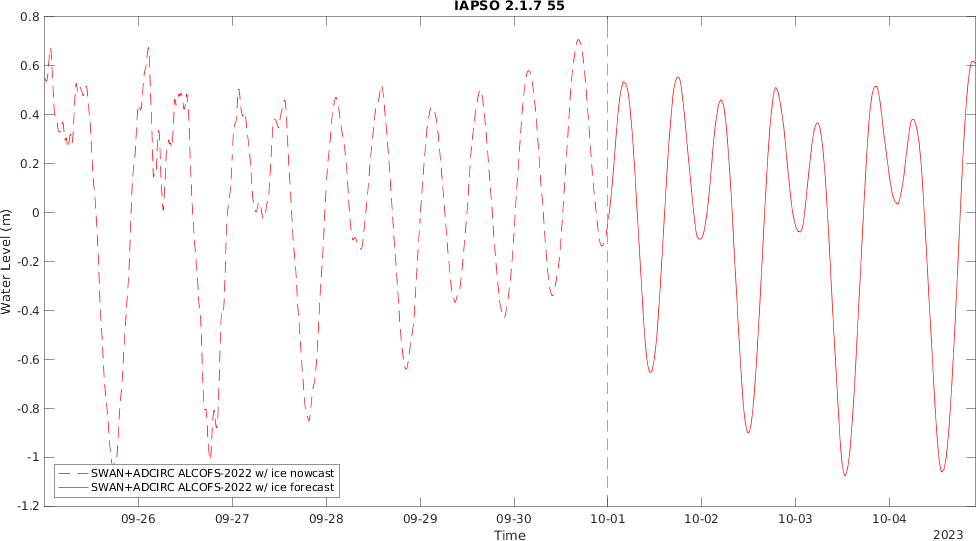 IAPSO 2.1.7 55
0.8
0.6
0.4
0.2
0
-0.2
-0.4
-0.6
-0.8
-1
-1.2
Water Level (m)
SWAN+ADCIRC ALCOFS-2022 w/ ice nowcast
SWAN+ADCIRC ALCOFS-2022 w/ ice forecast
09-26 09-27 09-28 09-29 09-30 10-01 10-02 10-03 10-04
Time
2023